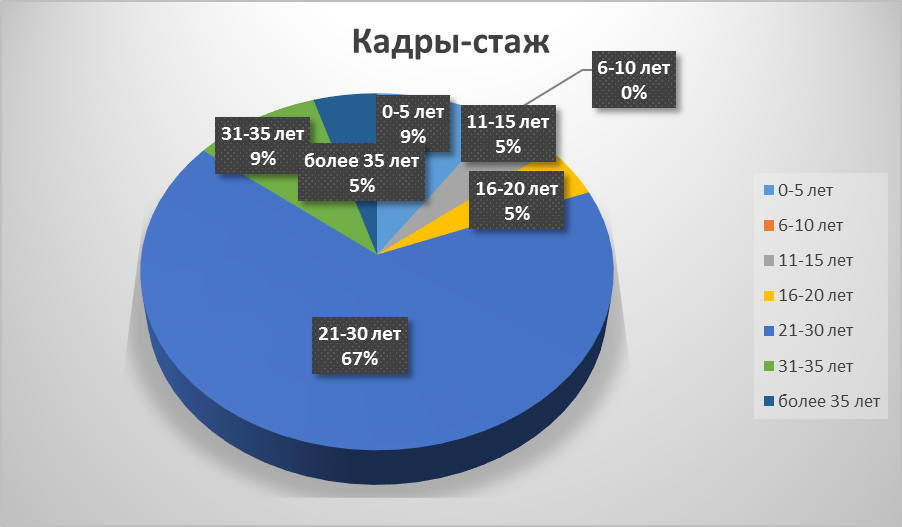 Кадры-стаж
6-10 лет
0%
0-5 лет
9%
11-15 лет
5%
31-35 лет
9%
более 35 лет
5%
16-20 лет
5%
21-30 лет
67%
0-5 лет
6-10 лет
11-15 лет
16-20 лет
21-30 лет
31-35 лет
более 35 лет